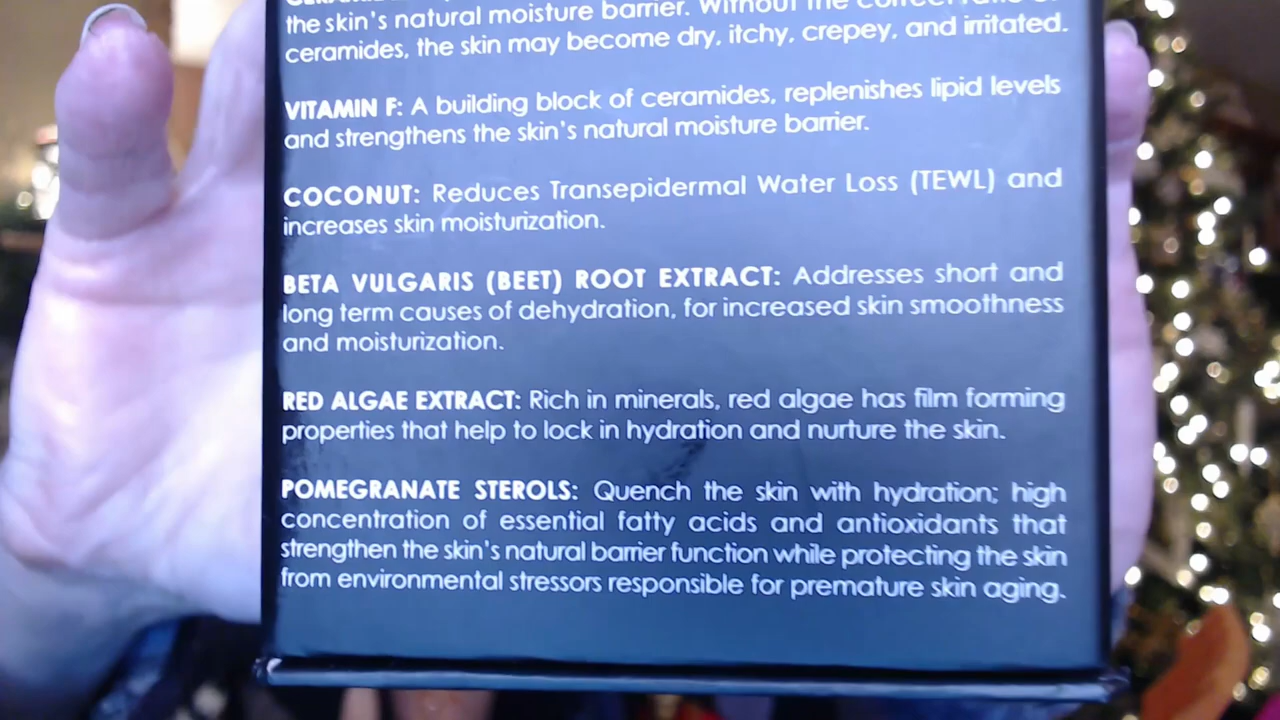 the skin's natural moisture barrier. Without the correct
ceramides, the skin may become dry, itchy, crepey, and irritated.
VITAMIN F: A building block of ceramides, replenishes lipid levels
and strengthens the skin's natural moisture barrier.
COCONUT: Reduces Transepidermal Water Loss (TEWL) and
increases skin moisturization.
BETA VULGARIS (BEET) ROOT EXTRACT: Addresses short and
long term causes of dehydration, for increased skin smoothness
and moisturization.
RED ALGAE EXTRACT: Rich in minerals, red algae has film forming
properties that help to lock in hydration and nurture the skin.
POMEGRANATE STEROLS: Quench the skin with hydration; high
concentration of essential fatty acids and antioxidants that
strengthen the skin's natural barrier function while protecting the skin
from environmental stressors responsible for premature skin aging.